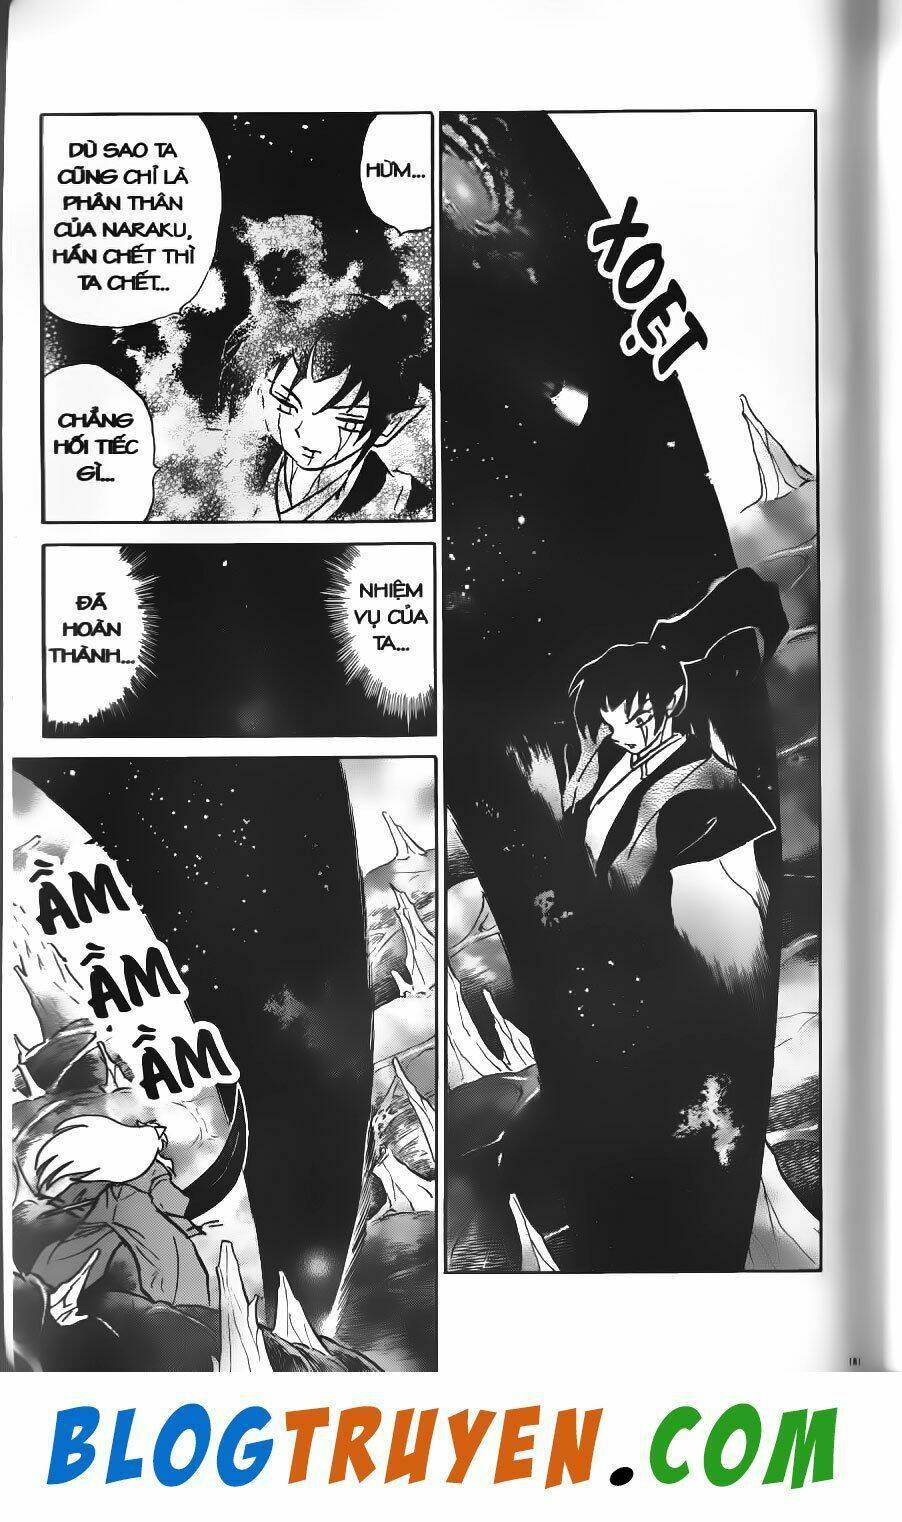 XOẸT
HỪM...
DÙ SAO TA
CŨNG CHỈ LÀ
PHÂN THÂN
CỦA NARAKU,
HẮN CHẾT THÌ
TA CHẾT...
CHẲNG
HỐI TIẾC
GÌ...
NHIỆM
VỤ CỦA
TA...
ĐÃ
HOÀN
THÀNH...
ẦM
ẦM
ẦM
BLOGTRUYEN.COM